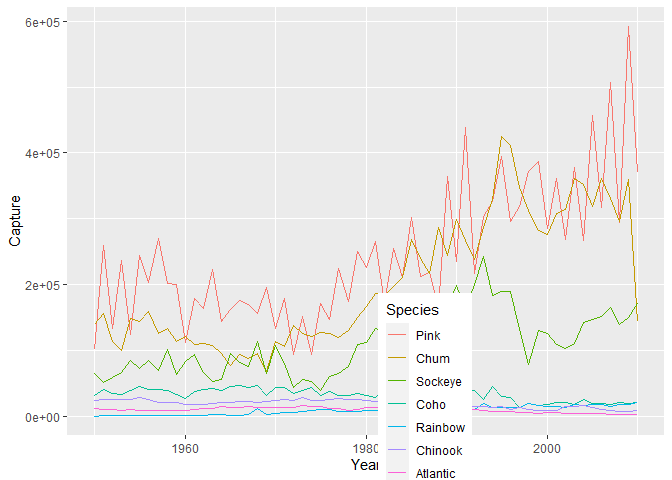 6e+05
4e+05
2e+05
0e+00
Capture
1960
1980
2000
Year
Species
Pink
Chum
Sockeye
Coho
Rainbow
Chinook
Atlantic